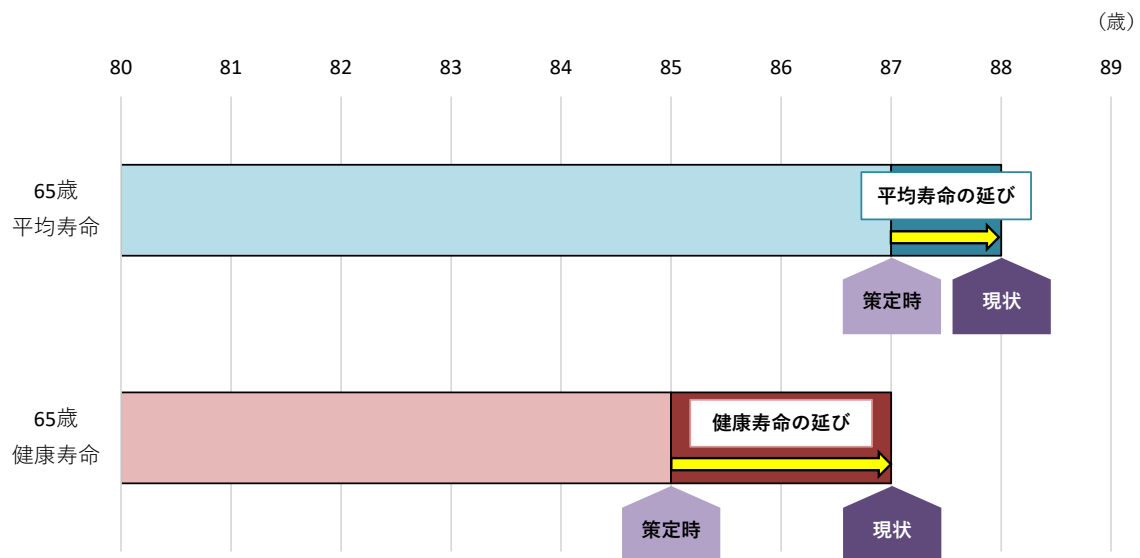 （歳）
80 81 82 83 84 85 86 87 88 89
65歳
平均寿命
平均寿命の延び
策定時 現状
65歳
健康寿命
健康寿命の延び
策定時 現状